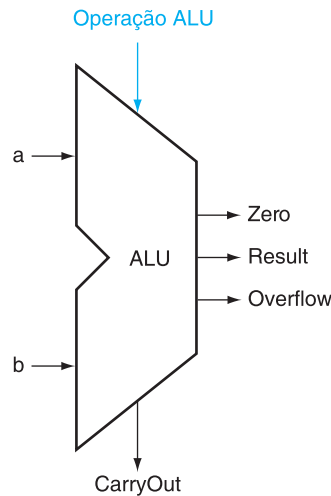 Operação ALU
a
Zero
ALU
Result
Overflow
b
CarryOut